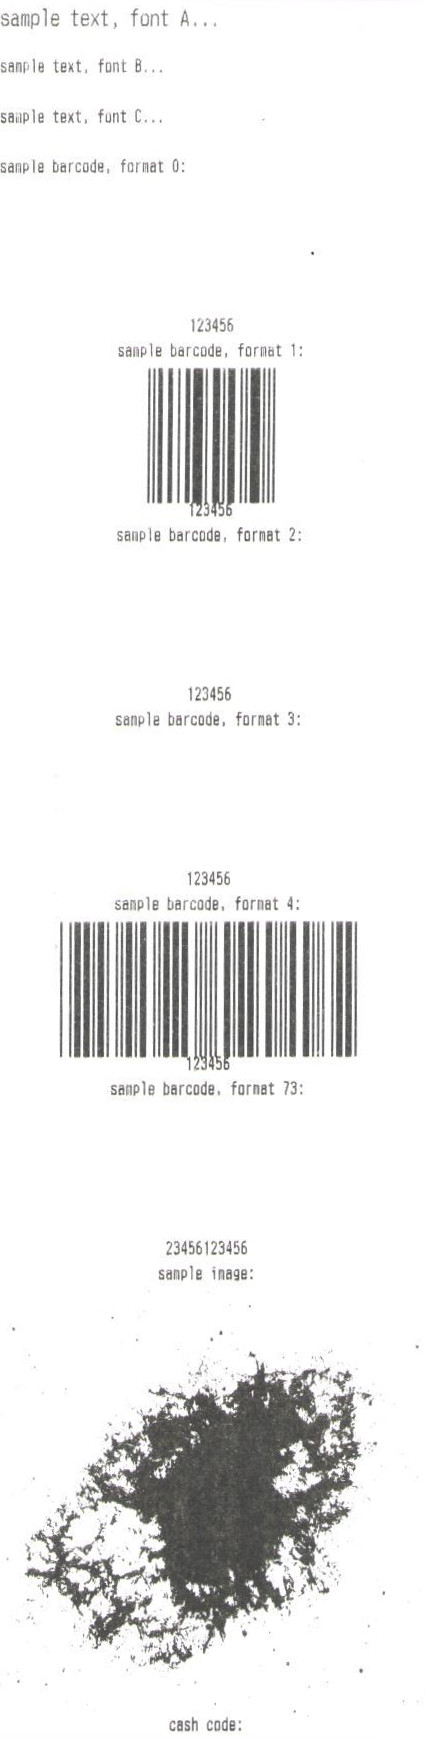 sample text, font A...
sample text, font B...
sample text, font C...
sample barcode, format 0:
123456
sample barcode, format 1:
123456
sample barcode, format 2:
123456
sample barcode, format 3:
123456
sample barcode, format 4:
123456
sample barcode, format 73:
23456123456
sample image:
cash code: